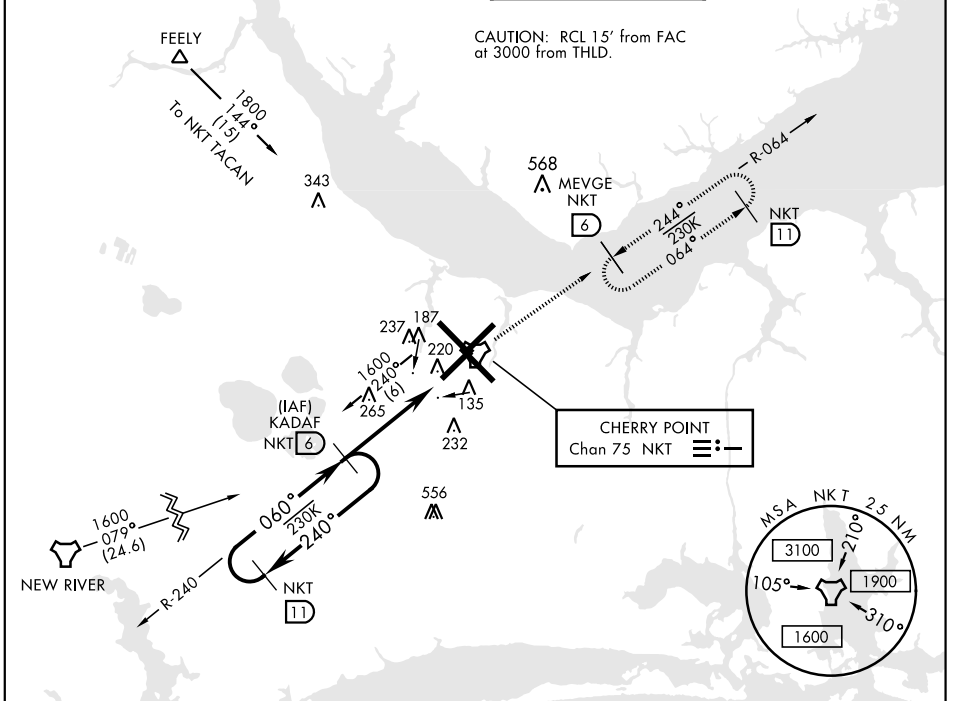 CAUTION: RCL 15' from FAC
at 3000 from THLD.
FEELY
1800
144°
(15)
To NKT TACAN
343
568
MEVGE
NKT
6
R-064
244°
230K
064°
NKT
11
237
187
220
1600
240°
(6)
265
135
232
(IAF)
KADAF
NKT 6
CHERRY POINT
Chan 75 NKT
556
060°
230K
240°
1600
079°
(24.6)
NEW RIVER
R-240
NKT
11
MSA NKT 25 NM
3100
210°
105°
1900
310°
1600